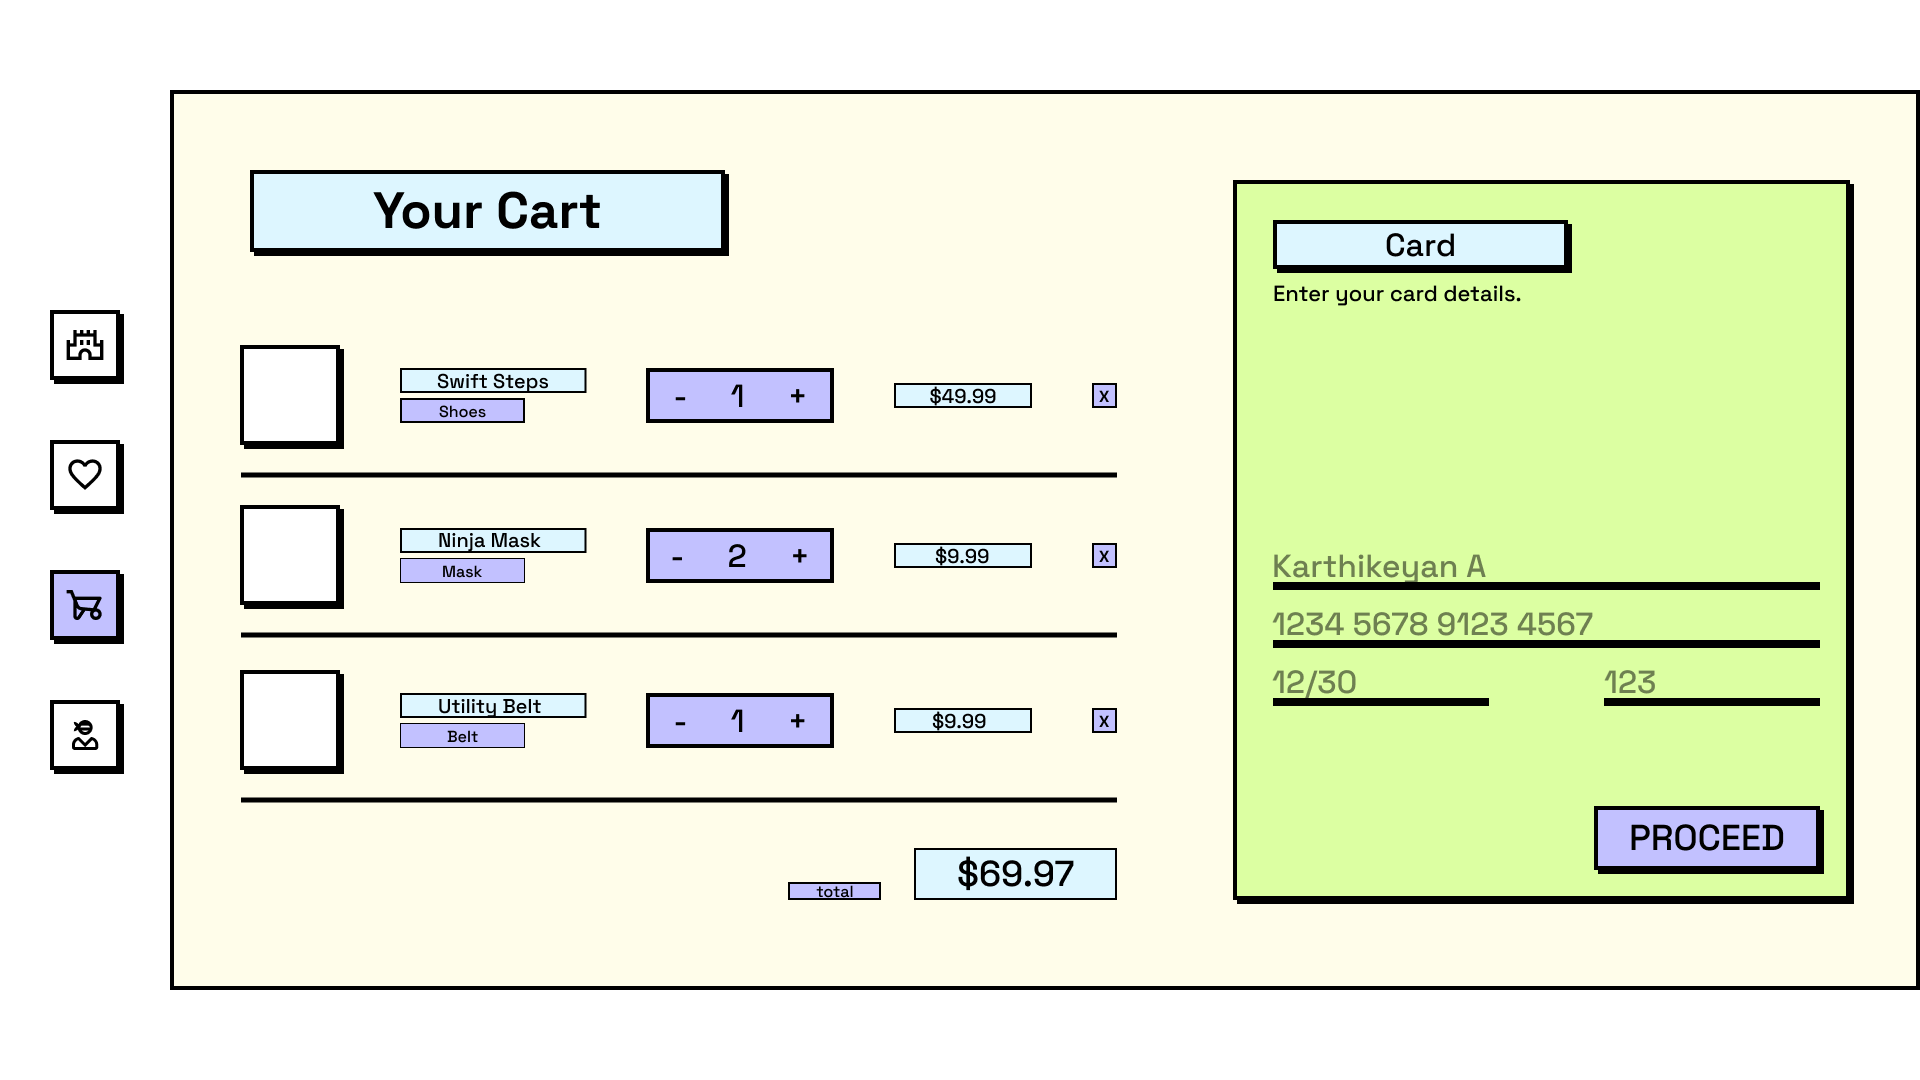 Your Cart
Swift Steps
Shoes
- 1 +
$49.99
X
Ninja Mask
Mask
- 2 +
$9.99
X
Utility Belt
Belt
- 1 +
$9.99
X
total
$69.97
Card
Enter your card details.
Karthikeyan A
1234 5678 9123 4567
12/30
123
PROCEED